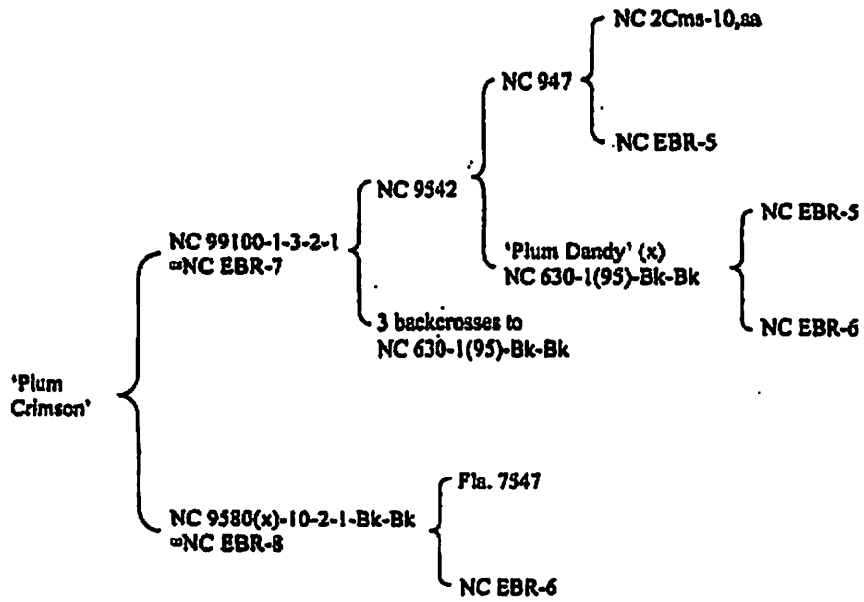 NC 2Cms-10,aa
NC 947
NC EBR-5
NC 9542
NC EBR-5
'Plum Dandy' (x)
NC 630-1(95)-Bk-Bk
NC 99100-1-3-2-1
=NC EBR-7
3 backcrosses to
NC 630-1(95)-Bk-Bk
NC EBR-6
'Plum
Crimson'
Fla. 7547
NC 9580(x)-10-2-1-Bk-Bk
=NC EBR-8
NC EBR-6